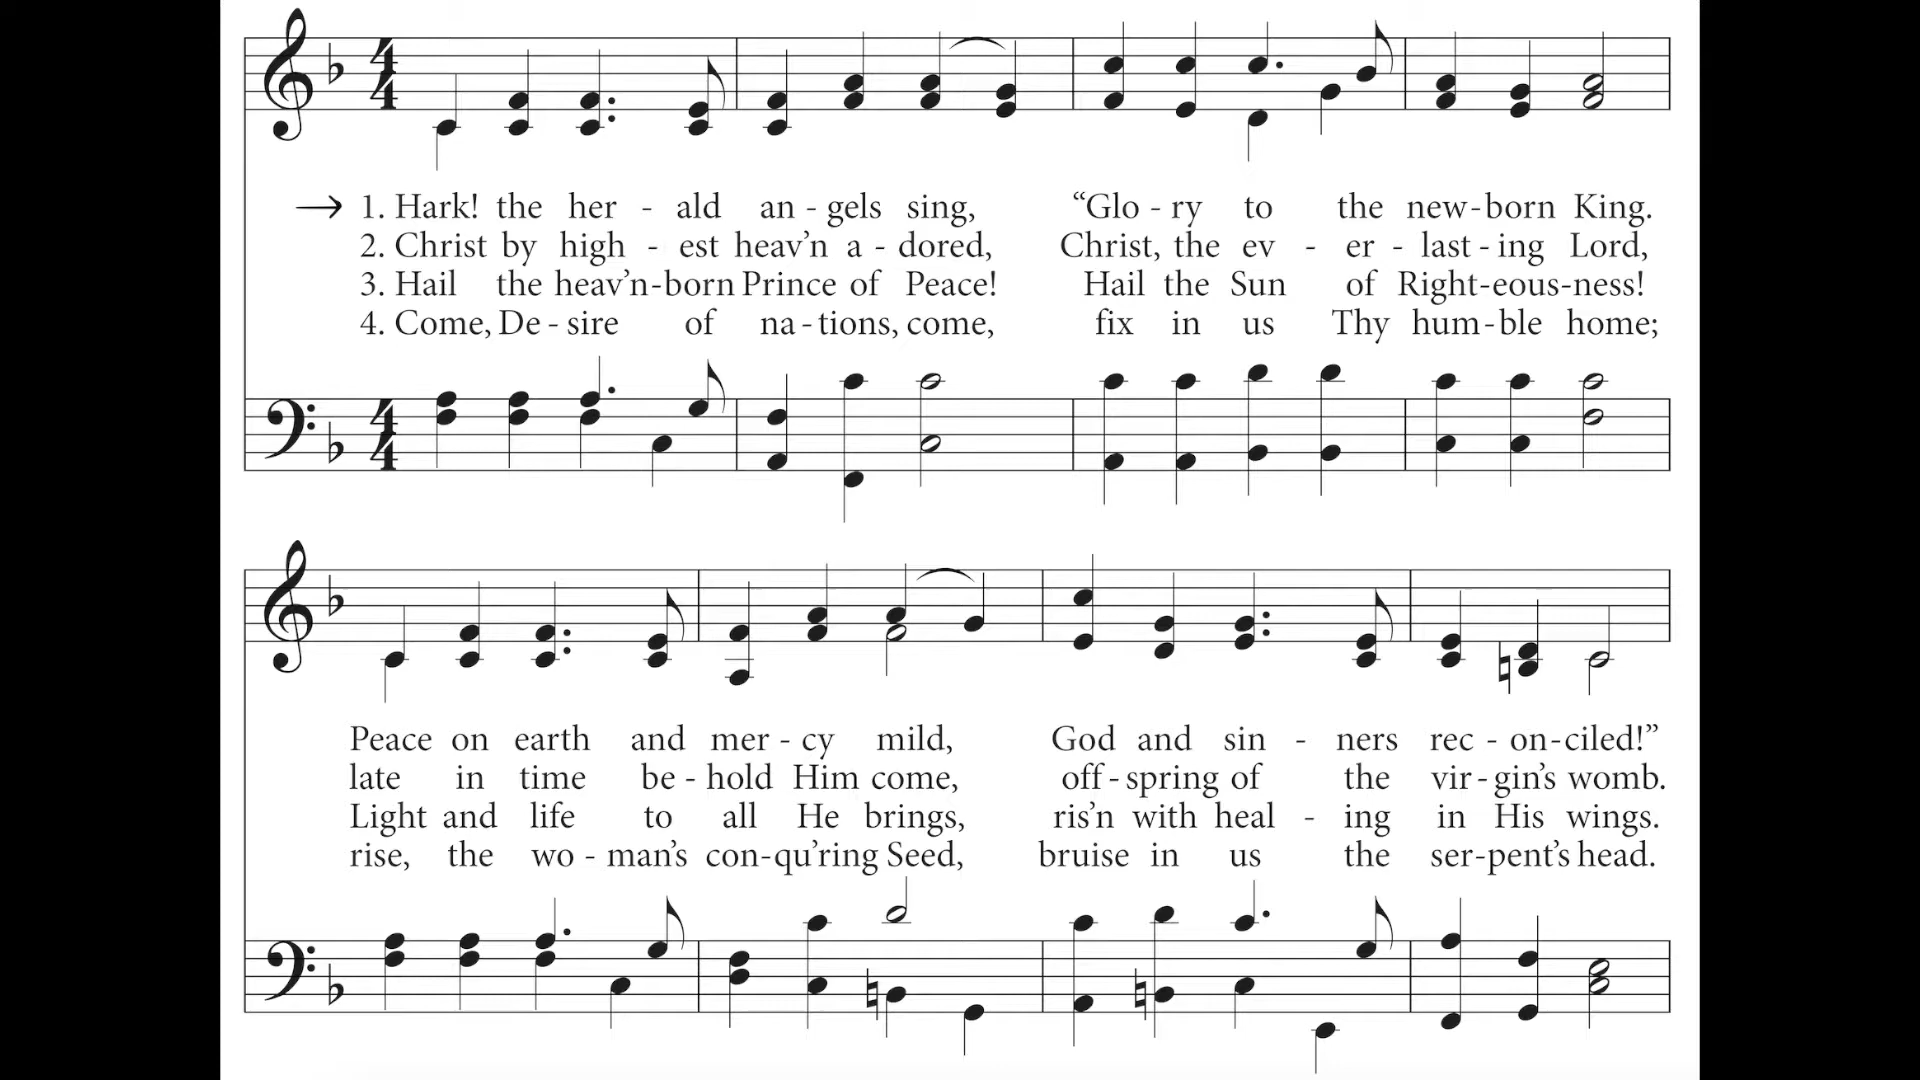 → 1. Hark! the her - ald an - gels sing, “Glo - ry to the new - born King.
2. Christ by high - est heav’n a - dored, Christ, the ev - er - last - ing Lord,
3. Hail the heav’n-born Prince of Peace! Hail the Sun of Right-eous-ness!
4. Come, De - sire of na - tions, come, fix in us Thy hum - ble home;
Peace on earth and mer - cy mild, God and sin - ners rec - on-ciled!”
late in time be - hold Him come, off - spring of the vir - gin’s womb.
Light and life to all He brings, ris’n with heal - ing in His wings.
rise, the wo - man’s con-qu’ring Seed, bruise in us the ser-pent’s head.